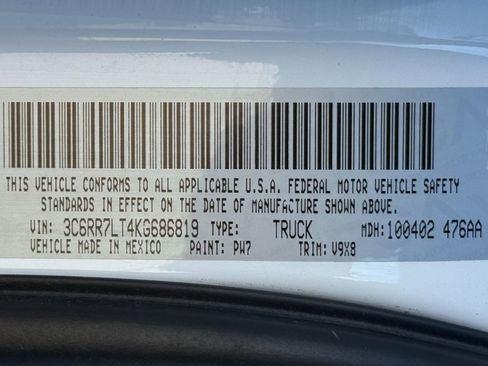 THIS VEHICLE CONFORMS TO ALL APPLICABLE U.S.A. FEDERAL MOTOR VEHICLE SAFETY
STANDARDS IN EFFECT ON THE DATE OF MANUFACTURE SHOWN ABOVE.
VIN: 3C6RR7LT4KG686819 TYPE: TRUCK MDH: 100402 476AA
VEHICLE MADE IN MEXICO PAINT: PW7 TRIM: V9X8